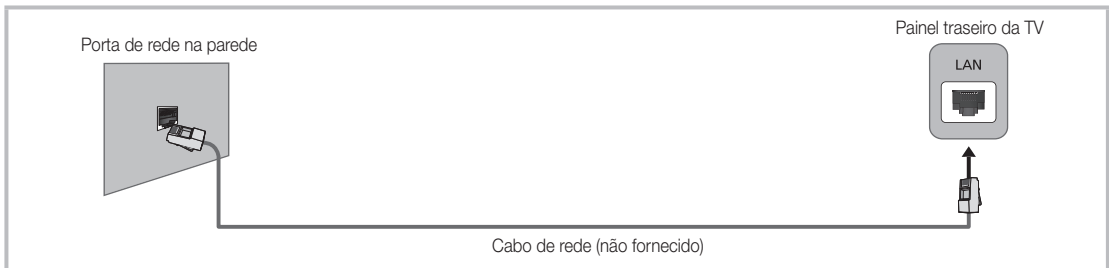 Porta de rede na parede
Painel traseiro da TV
LAN
Cabo de rede (não fornecido)